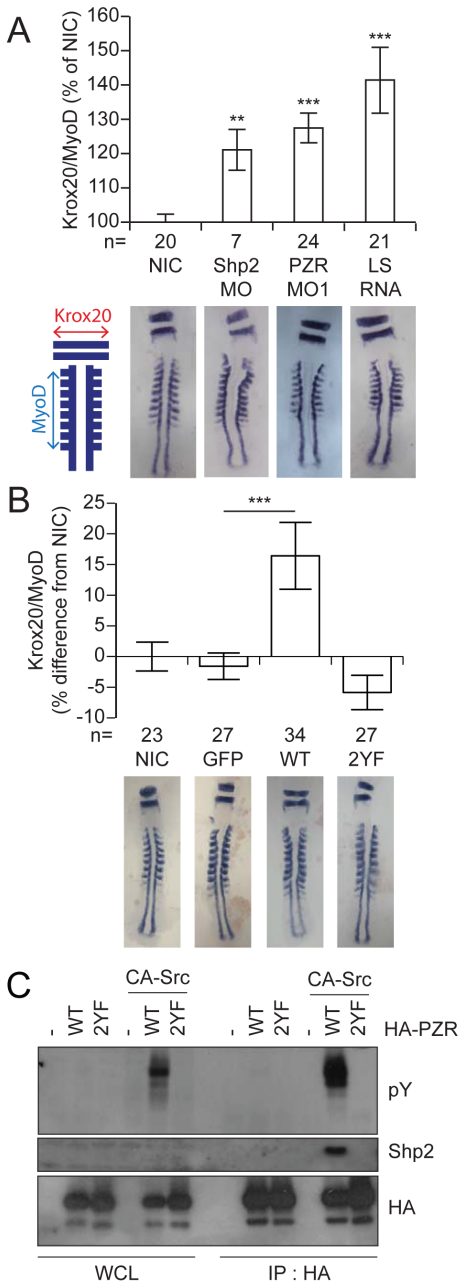 A
Krox20/MyoD (% of NIC)
160
150
140
130
120
110
100
**
***
***
n= 20 7 24 21
NIC Shp2 PZR LS
MO MO1 RNA
Krox20
MyoD
B
Krox20/MyoD
(% difference from NIC)
25
20
15
10
5
0
-5
-10
***
n= 23 27 34 27
NIC GFP WT 2YF
C
CA-Src CA-Src
- WT 2YF - WT 2YF - WT 2YF - WT 2YF HA-PZR
pY
Shp2
HA
WCL IP : HA